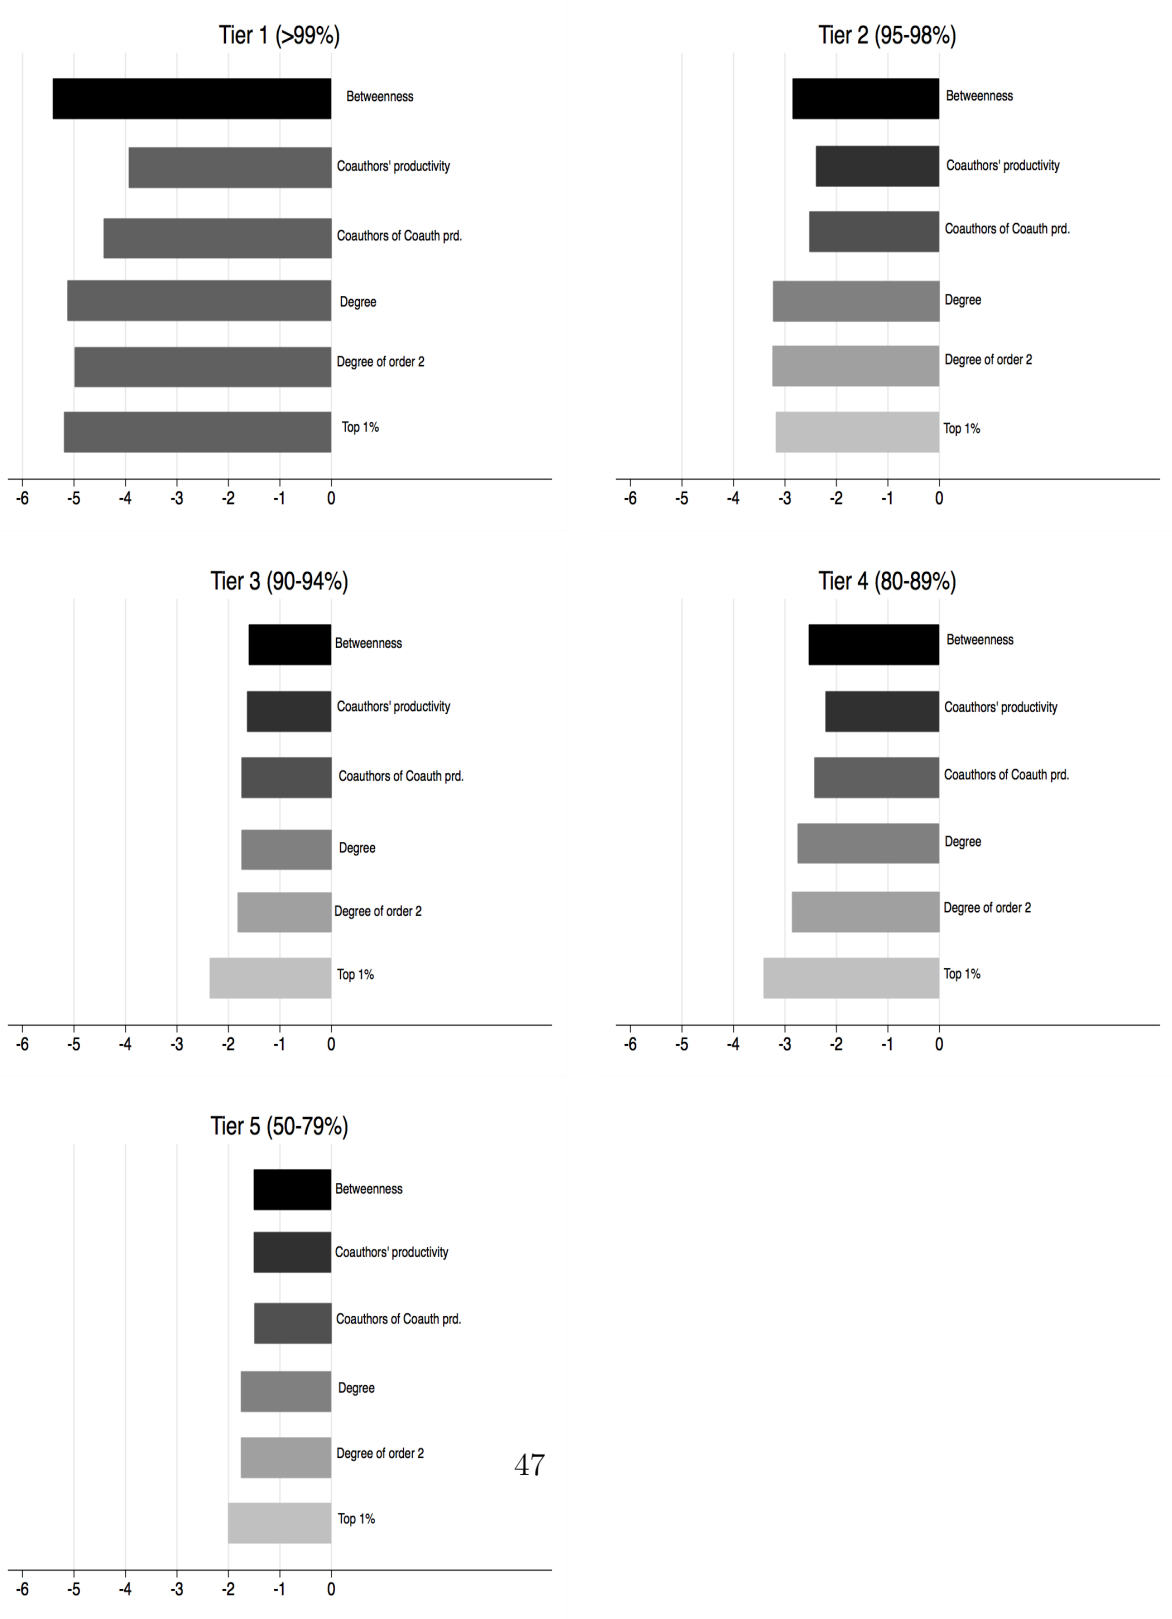 Tier 1 (>99%)
Betweenness
Coauthors' productivity
Coauthors of Coauth prd.
Degree
Degree of order 2
Top 1%
-6 -5 -4 -3 -2 -1 0
Tier 2 (95-98%)
Betweenness
Coauthors' productivity
Coauthors of Coauth prd.
Degree
Degree of order 2
Top 1%
-6 -5 -4 -3 -2 -1 0
Tier 3 (90-94%)
Betweenness
Coauthors' productivity
Coauthors of Coauth prd.
Degree
Degree of order 2
Top 1%
-6 -5 -4 -3 -2 -1 0
Tier 4 (80-89%)
Betweenness
Coauthors' productivity
Coauthors of Coauth prd.
Degree
Degree of order 2
Top 1%
-6 -5 -4 -3 -2 -1 0
Tier 5 (50-79%)
Betweenness
Coauthors' productivity
Coauthors of Coauth prd.
Degree
Degree of order 2
47
Top 1%
-6 -5 -4 -3 -2 -1 0